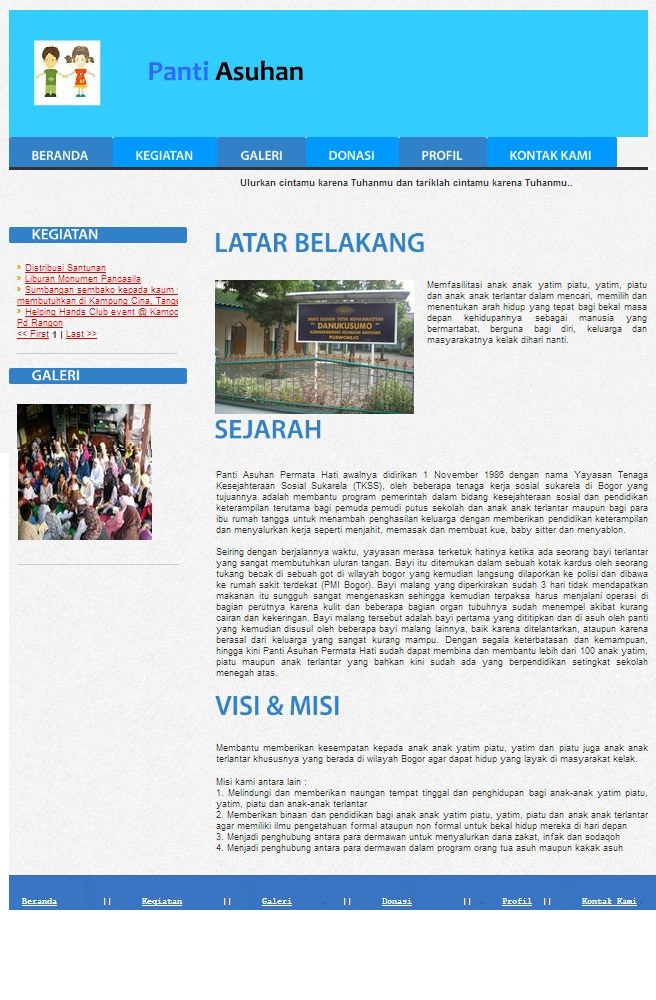 Panti Asuhan
BERANDA KEGIATAN GALERI DONASI PROFIL KONTAK KAMI
Ulurkan cintamu karena Tuhanmu dan tariklah cintamu karena Tuhanmu..
KEGIATAN
Distribusi Santunan
Liburan Monumen Pancasila
Sumbangan sembako kepada kaum
membutuhkan di Kampung Cina, Tange
Helping Hands Club event @ Kampo
Pd Rangon
<< First 1 | Last >>
GALERI
LATAR BELAKANG
PANTI ASUHAN YATIM MUHAMMADIYAH
" DANUKUSUMO "
PURWOREJO
Memfasilitasi anak anak yatim piatu, yatim, piatu
dan anak anak terlantar dalam mencari, memilih dan
menentukan arah hidup yang tepat bagi bekal masa
depan kehidupannya sebagai manusia yang
bermartabat, berguna bagi diri, keluarga dan
masyarakatnya kelak dihari nanti.
SEJARAH
Panti Asuhan Permata Hati awalnya didirikan 1 November 1986 dengan nama Yayasan Tenaga
Kesejahteraan Sosial Sukarela (TKSS), oleh beberapa tenaga kerja sosial sukarela di Bogor yang
tujuannya adalah membantu program pemerintah dalam bidang kesejahteraan sosial dan pendidikan
keterampilan terutama bagi pemuda pemudi putus sekolah dan anak anak terlantar maupun bagi para
ibu rumah tangga untuk menambah penghasilan keluarga dengan memberikan pendidikan keterampilan
dan menyalurkan kerja seperti menjahit, memasak dan membuat kue, baby sitter dan menyablon.
Seiring dengan berjalannya waktu, yayasan merasa terketuk hatinya ketika ada seorang bayi terlantar
yang sangat membutuhkan uluran tangan. Bayi itu ditemukan dalam sebuah kotak kardus oleh seorang
tukang becak di sebuah got di wilayah bogor yang kemudian langsung dilaporkan ke polisi dan dibawa
ke rumah sakit terdekat (PMI Bogor). Bayi malang yang diperkirakan sudah 3 hari tidak mendapatkan
makanan itu sungguh sangat mengenaskan sehingga kemudian terpaksa harus menjalani operasi di
bagian perutnya karena kulit dan beberapa bagian organ tubuhnya sudah menempel akibat kurang
cairan dan kekeringan. Bayi malang tersebut adalah bayi pertama yang dititipkan dan di asuh oleh panti
yang kemudian disusul oleh beberapa bayi malang lainnya, baik karena ditelantarkan, ataupun karena
berasal dari keluarga yang sangat kurang mampu. Dengan segala keterbatasan dan kemampuan,
hingga kini Panti Asuhan Permata Hati sudah dapat membina dan membantu lebih dari 100 anak yatim,
piatu maupun anak terlantar yang bahkan kini sudah ada yang berpendidikan setingkat sekolah
menegah atas.
VISI & MISI
Membantu memberikan kesempatan kepada anak anak yatim piatu, yatim dan piatu juga anak anak
terlantar khususnya yang berada di wilayah Bogor agar dapat hidup yang layak di masyarakat kelak.
Misi kami antara lain :
1. Melindungi dan memberikan naungan tempat tinggal dan penghidupan bagi anak-anak yatim piatu,
yatim, piatu dan anak-anak terlantar
2. Memberikan binaan dan pendidikan bagi anak anak yatim piatu, yatim, piatu dan anak anak terlantar
agar memiliki ilmu pengetahuan formal ataupun non formal untuk bekal hidup mereka di hari depan
3. Menjadi penghubung antara para dermawan untuk menyalurkan dana zakat, infak dan sodaqoh
4. Menjadi penghubung antara para dermawan dalam program orang tua asuh maupun kakak asuh
Beranda || Kegiatan || Galeri || Donasi || Profil || Kontak Kami